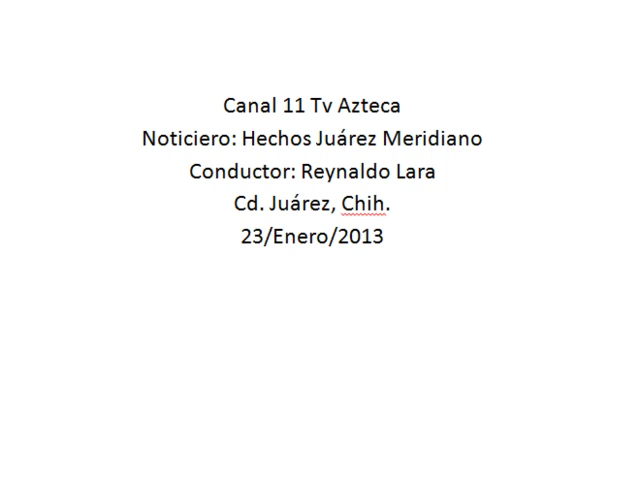 Canal 11 Tv Azteca
Noticiero: Hechos Juárez Meridiano
Conductor: Reynaldo Lara
Cd. Juárez, Chih.
23/Enero/2013